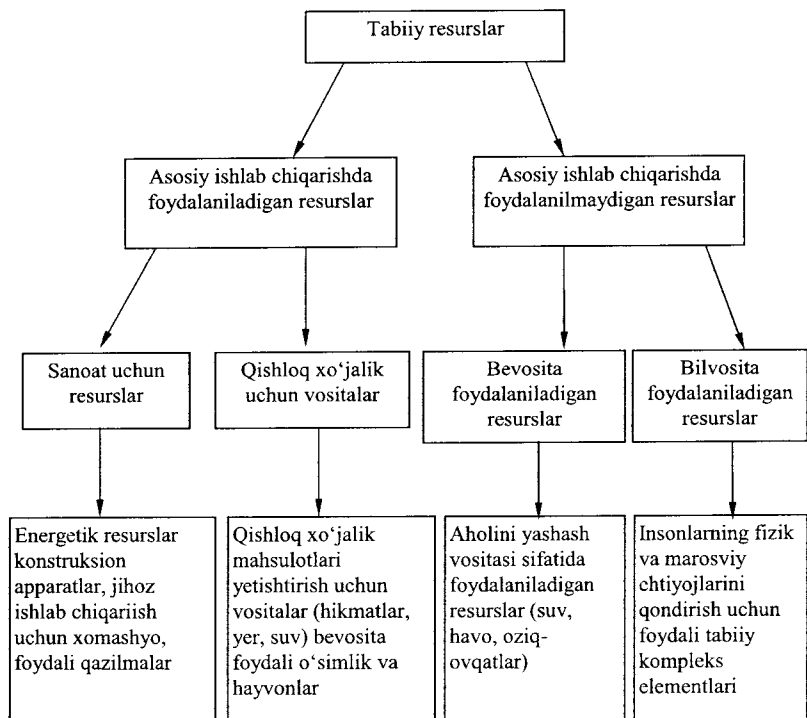 Tabiiy resurslar
Asosiy ishlab chiqarishda
foydalaniladigan resurslar
Asosiy ishlab chiqarishda
foydalanilmaydigan resurslar
Sanoat uchun
resurslar
Qishloq xo‘jalik
uchun vositalar
Bevosita
foydalaniladigan
resurslar
Bilvosita
foydalaniladigan
resurslar
Energetik resurslar
konstruksion
apparatlar, jihoz
ishlab chiqariish
uchun xomashyo,
foydali qazilmalar
Qishloq xo‘jalik
mahsulotlari
yetishtirish uchun
vositalar (hikmatlar,
yer, suv) bevosita
foydali o‘simlik va
hayvonlar
Aholini yashash
vositasi sifatida
foydalaniladigan
resurslar (suv,
havo, oziq-
ovqatlar)
Insonlarning fizik
va marosviy
chtiyojlarini
qondirish uchun
foydali tabiiy
kompleks
elementlari